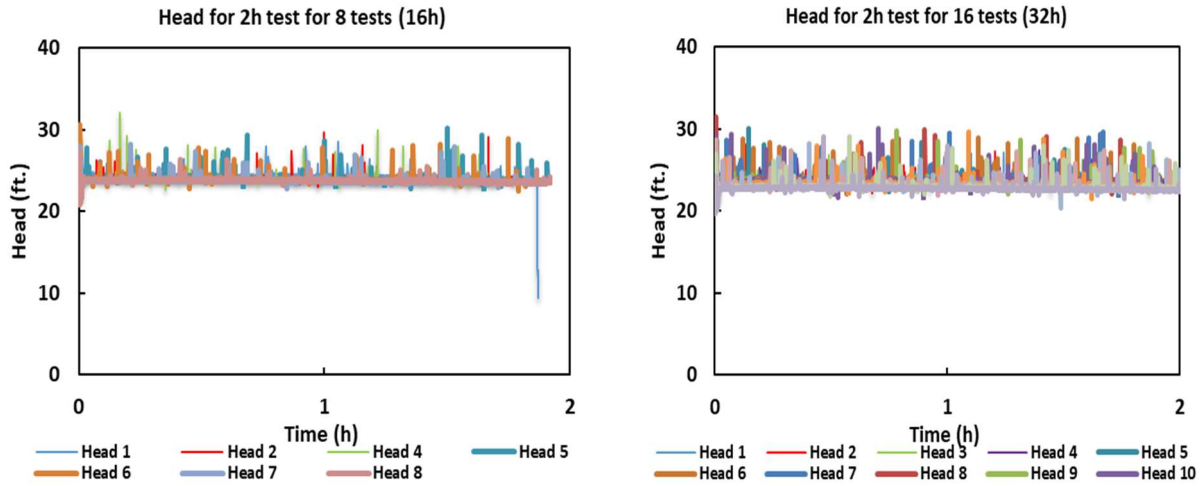 Head for 2h test for 8 tests (16h)
40
30
20
10
0
Head (ft.)
0 1 2
Time (h)
Head 1 Head 2 Head 4 Head 5
Head 6 Head 7 Head 8
Head for 2h test for 16 tests (32h)
40
30
20
10
0
Head (ft.)
0 1 2
Time (h)
Head 1 Head 2 Head 3 Head 4 Head 5
Head 6 Head 7 Head 8 Head 9 Head 10